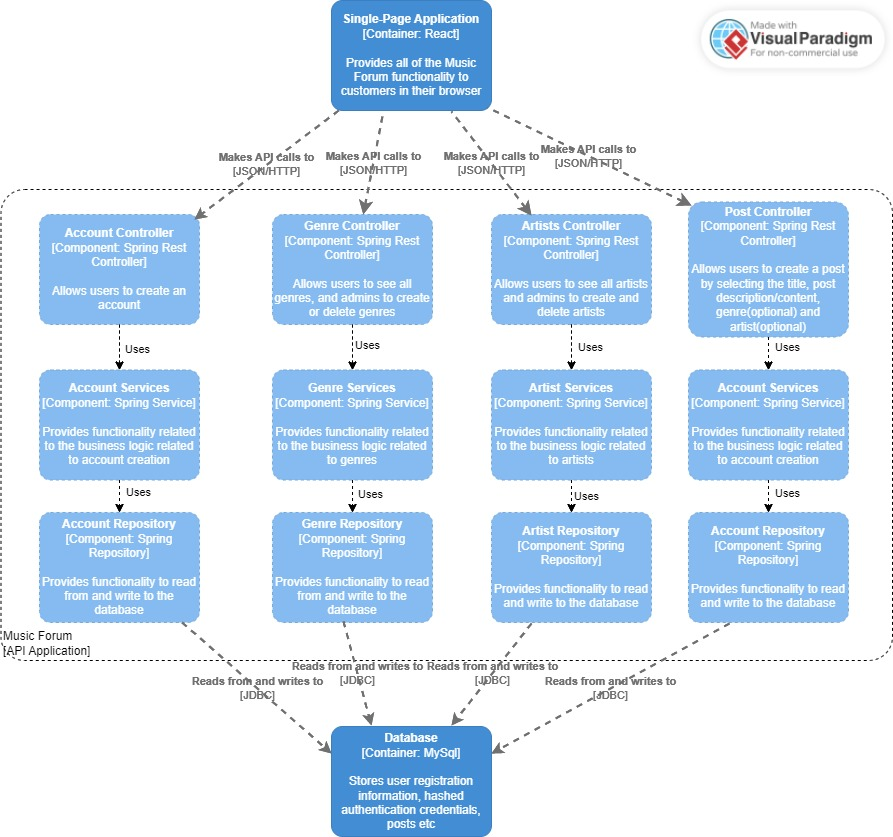 Single-Page Application
[Container: React]
Provides all of the Music
Forum functionality to
customers in their browser
Made with
VisualParadigm
For non-commercial use
Makes API calls to
[JSON/HTTP]
Makes API calls to
[JSON/HTTP]
Makes API calls to
[JSON/HTTP]
Makes API calls to
[JSON/HTTP]
Account Controller
[Component: Spring Rest
Controller]
Allows users to create an
account
Genre Controller
[Component: Spring Rest
Controller]
Allows users to see all
genres, and admins to create
or delete genres
Artists Controller
[Component: Spring Rest
Controller]
Allows users to see all artists
and admins to create and
delete artists
Post Controller
[Component: Spring Rest
Controller]
Allows users to create a post
by selecting the title, post
description/content,
genre(optional) and
artist(optional)
Uses
Uses
Uses
Uses
Account Services
[Component: Spring Service]
Provides functionality related
to the business logic related
to account creation
Genre Services
[Component: Spring Service]
Provides functionality related
to the business logic related
to genres
Artist Services
[Component: Spring Service]
Provides functionality related
to the business logic related
to artists
Account Services
[Component: Spring Service]
Provides functionality related
to the business logic related
to account creation
Uses
Uses
Uses
Uses
Account Repository
[Component: Spring
Repository]
Provides functionality to read
from and write to the
database
Genre Repository
[Component: Spring
Repository]
Provides functionality to read
from and write to the
database
Artist Repository
[Component: Spring
Repository]
Provides functionality to read
and write to the database
Account Repository
[Component: Spring
Repository]
Provides functionality to read
and write to the database
Music Forum
[API Application]
Reads from and writes to
[JDBC]
Reads from and writes to
[JDBC]
Reads from and writes to
[JDBC]
Reads from and writes to
[JDBC]
Database
[Container: MySql]
Stores user registration
information, hashed
authentication credentials,
posts etc